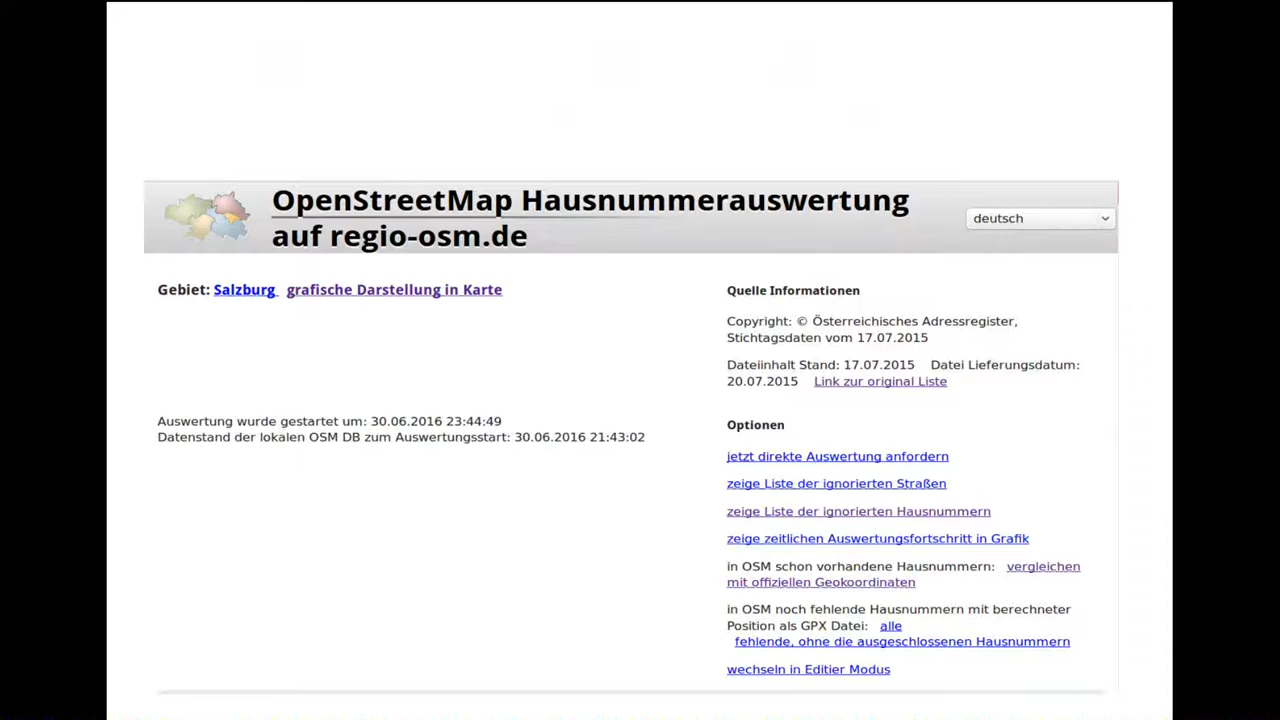 OpenStreetMap Hausnummerauswertung
auf regio-osm.de
deutsch
Gebiet: Salzburg grafische Darstellung in Karte
Auswertung wurde gestartet um: 30.06.2016 23:44:49
Datenstand der lokalen OSM DB zum Auswertungsstart: 30.06.2016 21:43:02
Quelle Informationen
Copyright: © Österreichisches Adressregister,
Stichtagsdaten vom 17.07.2015
Dateiinhalt Stand: 17.07.2015 Datei Lieferungsdatum:
20.07.2015 Link zur original Liste
Optionen
jetzt direkte Auswertung anfordern
zeige Liste der ignorierten Straßen
zeige Liste der ignorierten Hausnummern
zeige zeitlichen Auswertungsfortschritt in Grafik
in OSM schon vorhandene Hausnummern: vergleichen
mit offiziellen Geokoordinaten
in OSM noch fehlende Hausnummern mit berechneter
Position als GPX Datei: alle
fehlende, ohne die ausgeschlossenen Hausnummern
wechseln in Editier Modus